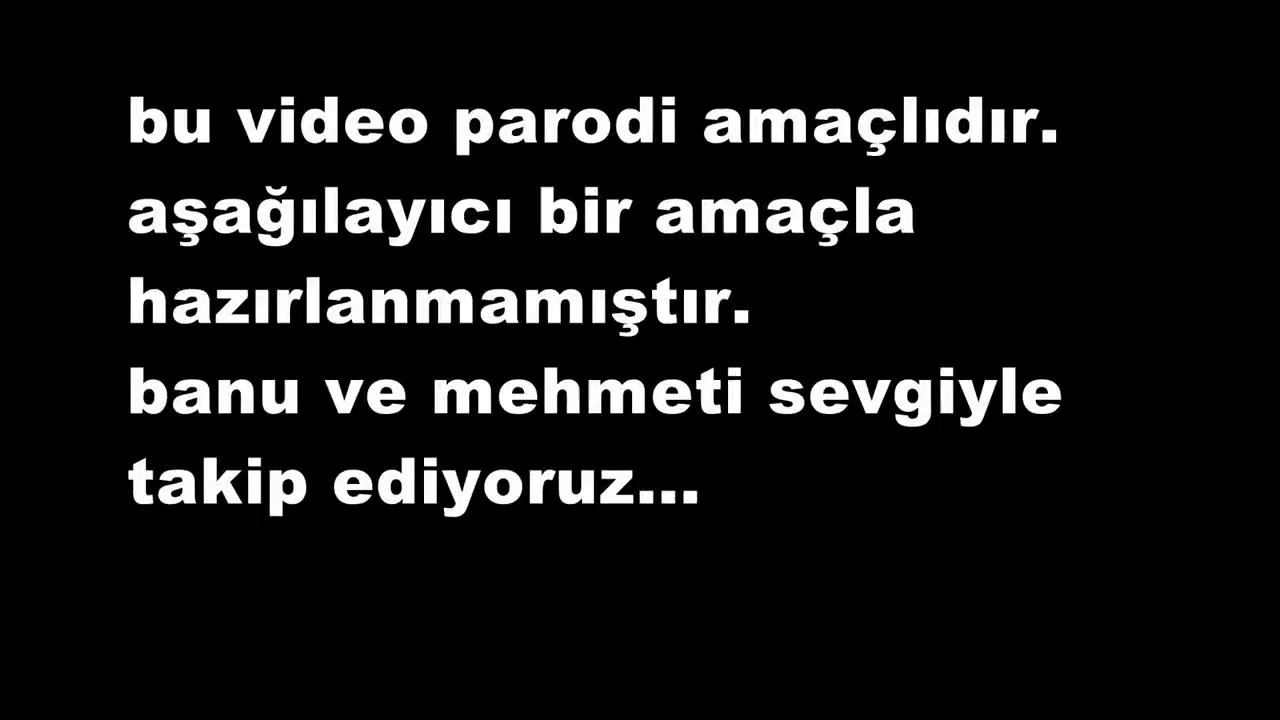 bu video parodi amaçlıdır.
aşağılayıcı bir amaçla
hazırlanmamıştır.
banu ve mehmeti sevgiyle
takip ediyoruz...